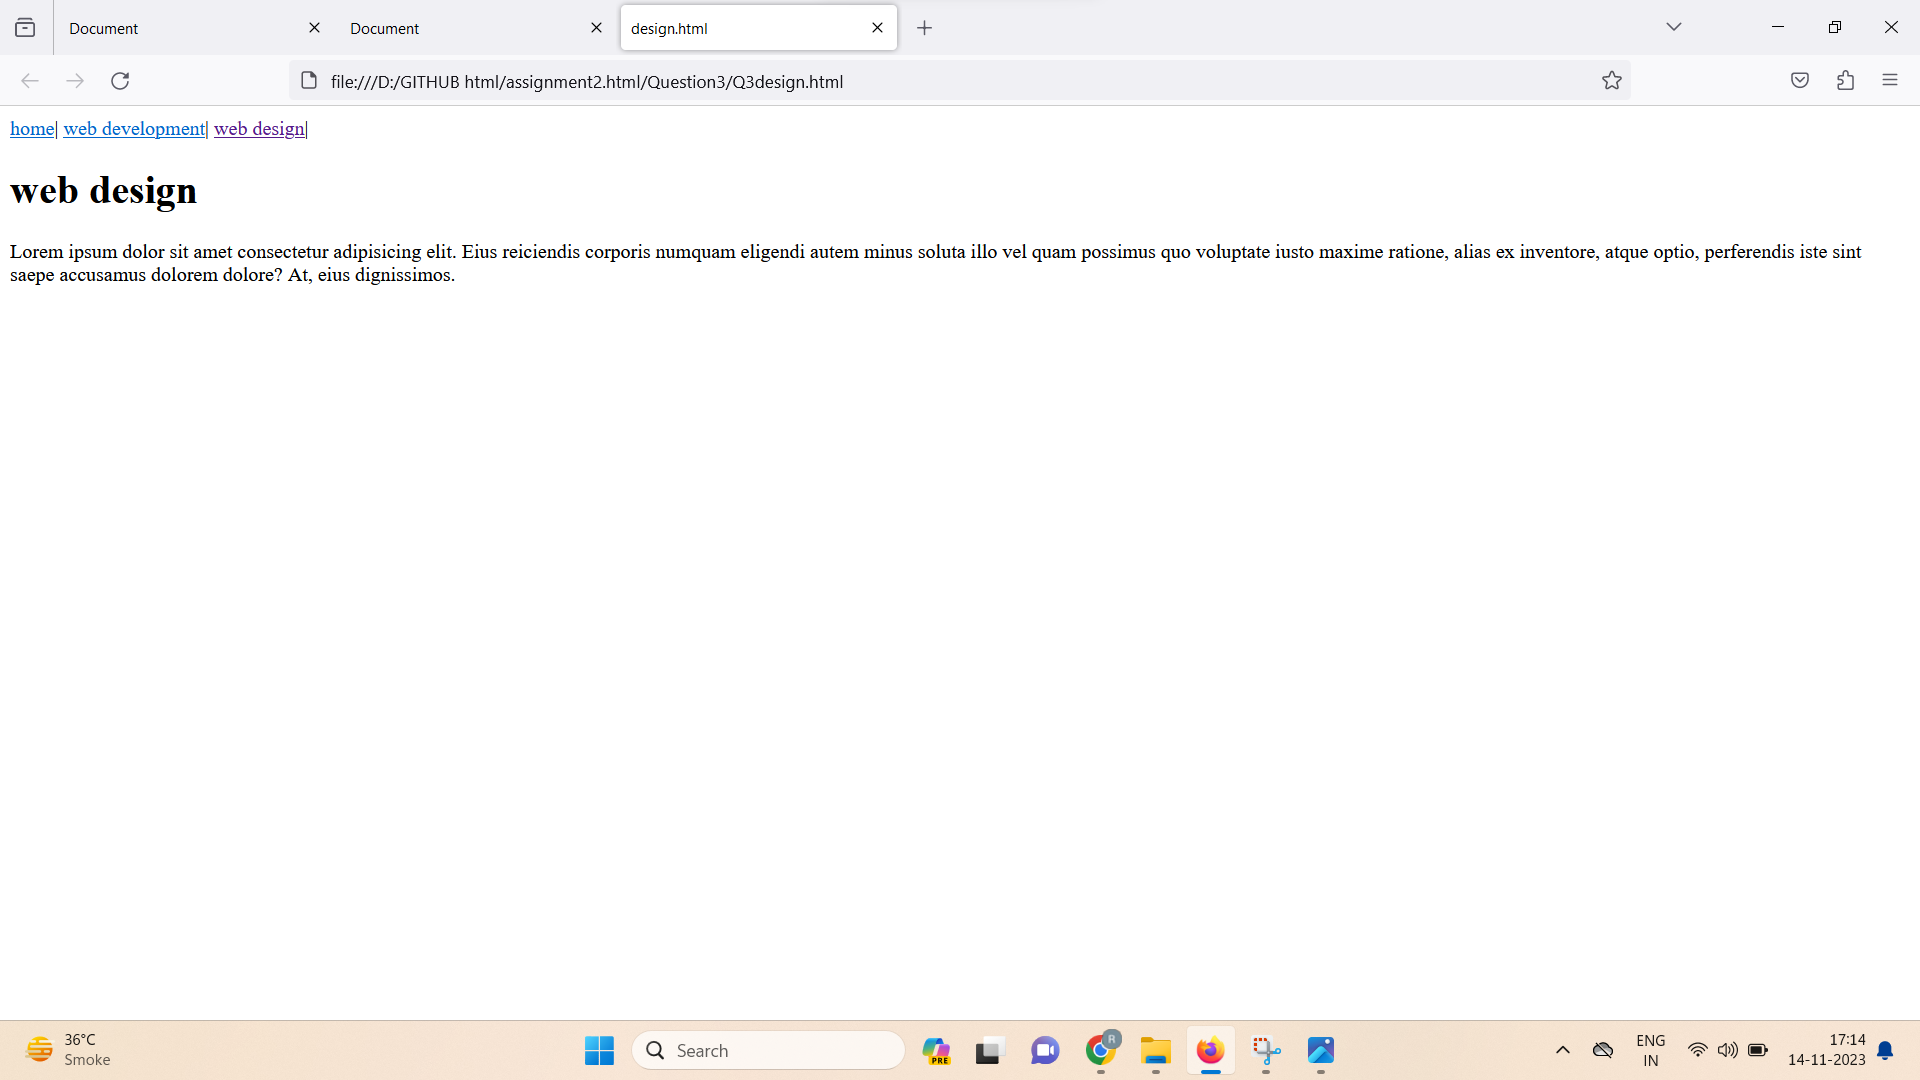 Document
Document
design.html
file:///D:/GITHUB html/assignment2.html/Question3/Q3design.html
home| web development| web design|
web design
Lorem ipsum dolor sit amet consectetur adipisicing elit. Eius reiciendis corporis numquam eligendi autem minus soluta illo vel quam possimus quo voluptate iusto maxime ratione, alias ex inventore, atque optio, perferendis iste sint
saepe accusamus dolorem dolore? At, eius dignissimos.
36°C
Smoke
Search
PRE
R
ENG
IN
17:14
14-11-2023